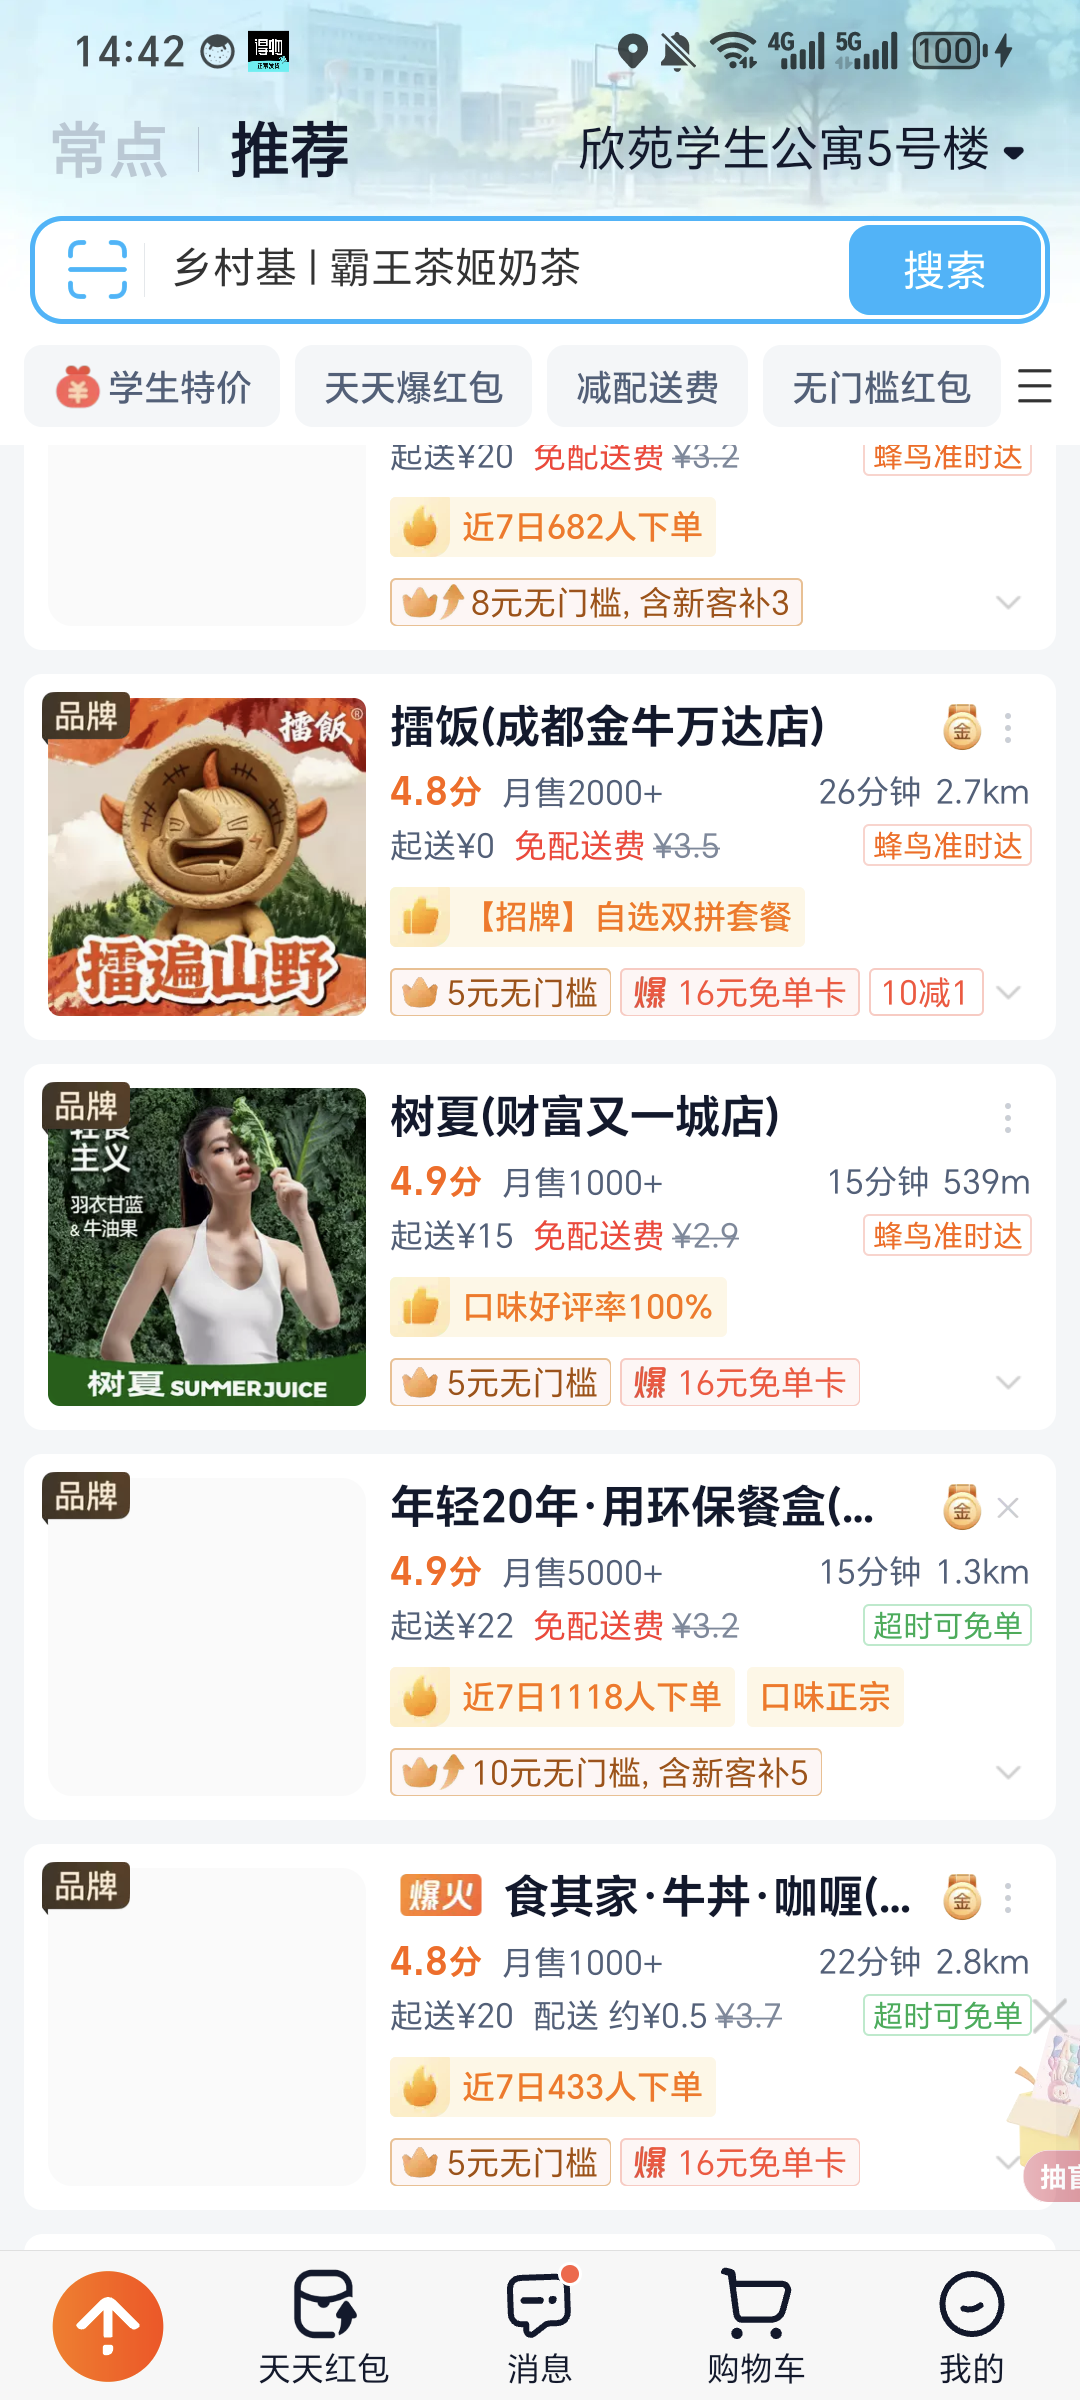 14:42
得物
正常发货
4G
5G
100
常点
推荐
欣苑学生公寓5号楼
乡村基 | 霸王茶姬奶茶
搜索
学生特价
天天爆红包
减配送费
无门槛红包
起送¥20 免配送费 ¥3.2
蜂鸟准时达
近7日682人下单
8元无门槛, 含新客补3
品牌
擂饭®
擂遍山野
擂饭(成都金牛万达店)
金
4.8分 月售2000+
26分钟 2.7km
起送¥0 免配送费 ¥3.5
蜂鸟准时达
【招牌】自选双拼套餐
5元无门槛
爆 16元免单卡
10减1
品牌
轻食
主义
羽衣甘蓝
&牛油果
树夏 SUMMERJUICE
树夏(财富又一城店)
4.9分 月售1000+
15分钟 539m
起送¥15 免配送费 ¥2.9
蜂鸟准时达
口味好评率100%
5元无门槛
爆 16元免单卡
品牌
年轻20年·用环保餐盒(...
金
4.9分 月售5000+
15分钟 1.3km
起送¥22 免配送费 ¥3.2
超时可免单
近7日1118人下单
口味正宗
10元无门槛, 含新客补5
品牌
爆火 食其家·牛丼·咖喱(...
金
4.8分 月售1000+
22分钟 2.8km
起送¥20 配送 约¥0.5 ¥3.7
超时可免单
近7日433人下单
5元无门槛
爆 16元免单卡
抽盲
天天红包
消息
购物车
我的